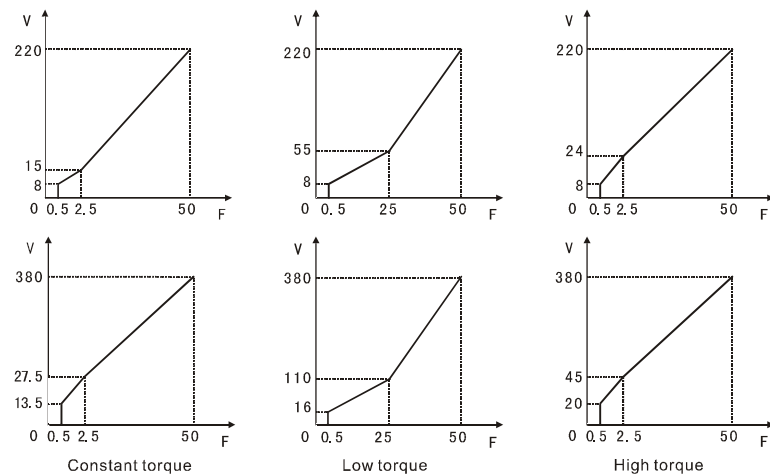 V V V
220 220 220
15 55 24
8 8 8
0 0.5 2.5 50 F 0 0.5 25 50 F 0 0.5 2.5 50 F
V V V
380 380 380
27.5 110 45
13.5 16 20
0 0.5 2.5 50 F 0 0.5 25 50 F 0 0.5 2.5 50 F
Constant torque Low torque High torque